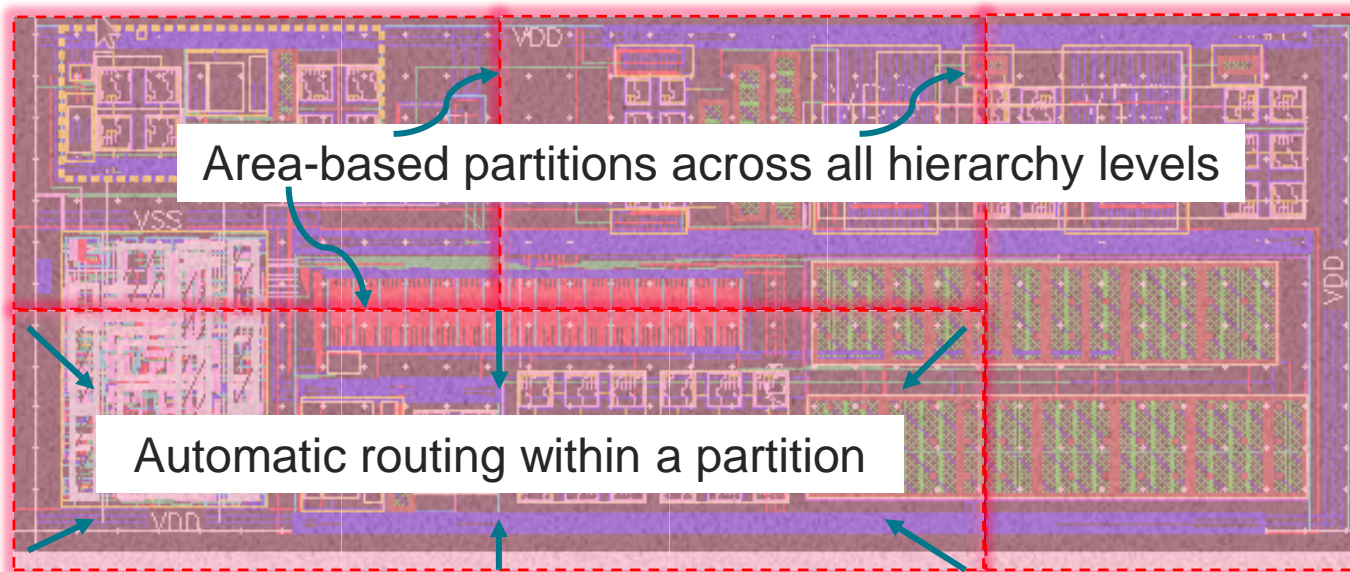 VDD
Area-based partitions across all hierarchy levels
VSS
VDD
Automatic routing within a partition
VDD